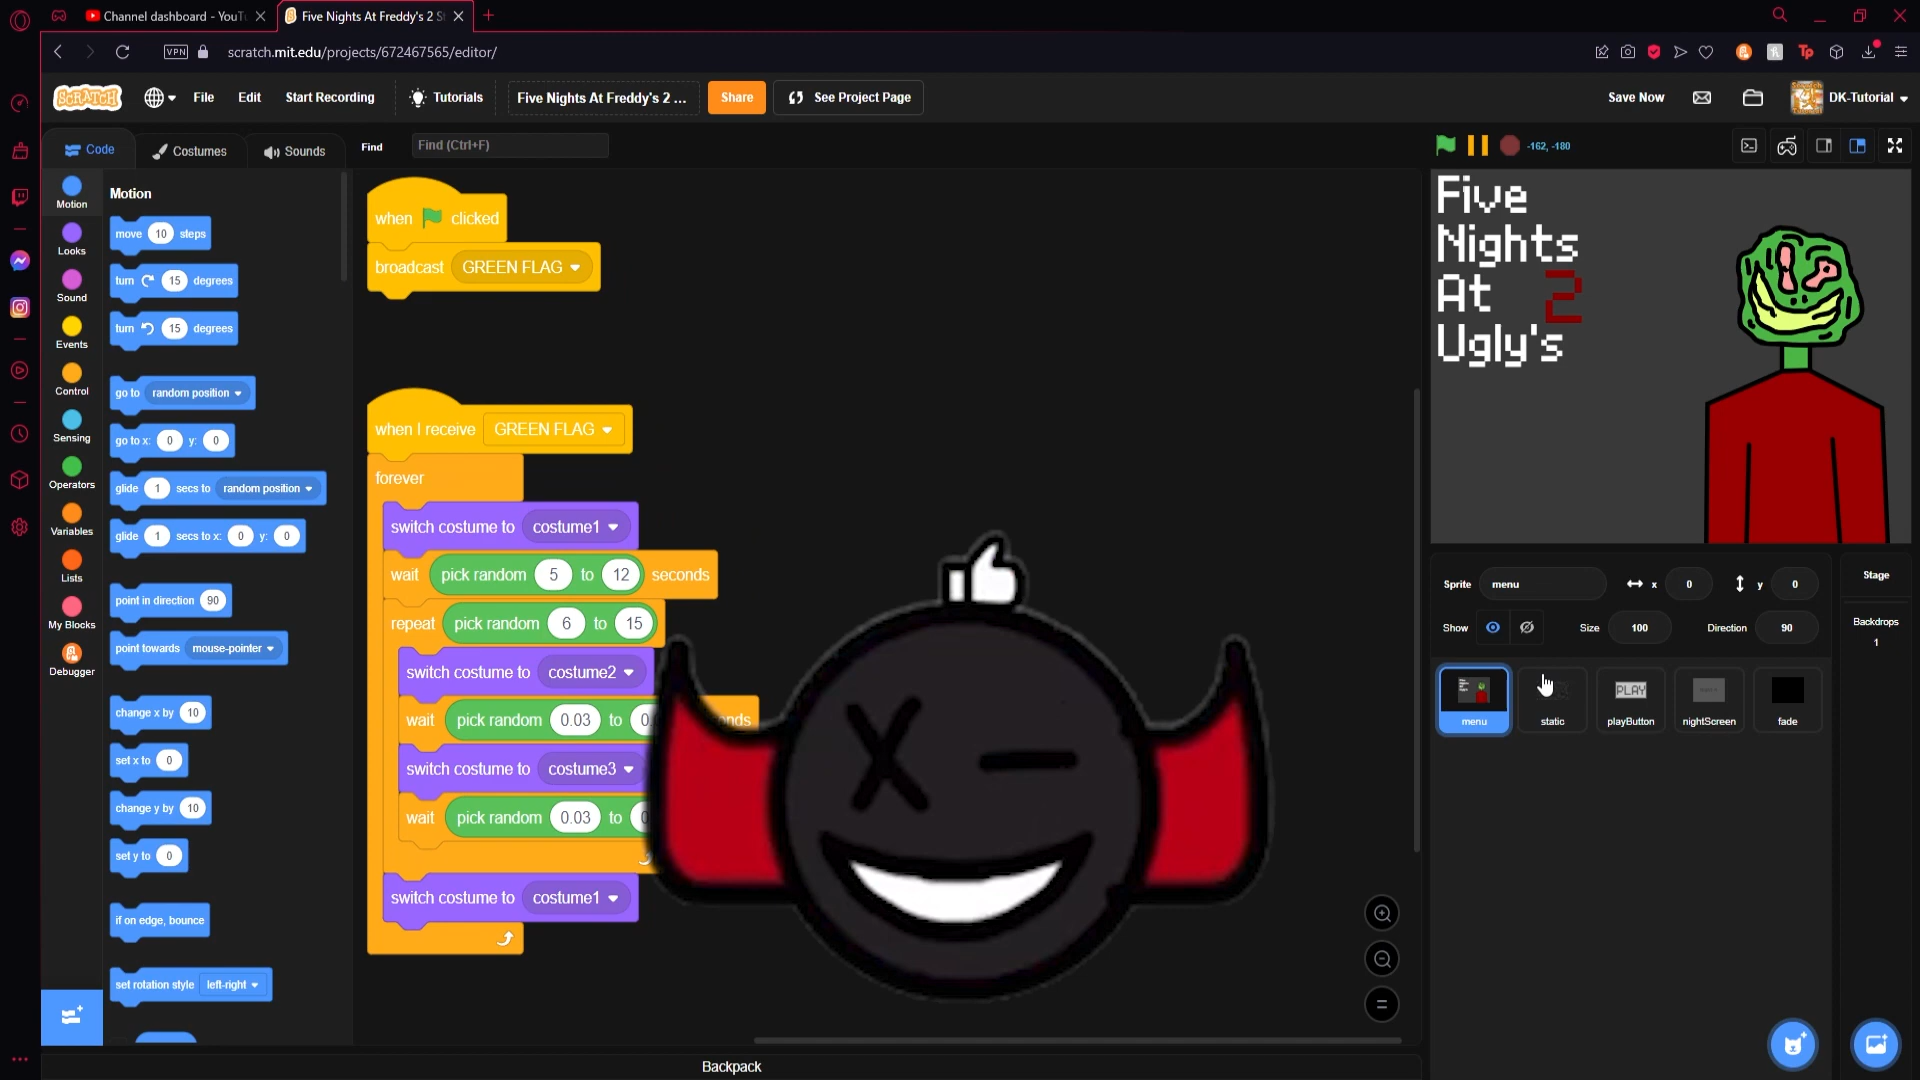 Channel dashboard - YouTu
Five Nights At Freddy's 2 S
VPN
scratch.mit.edu/projects/672467565/editor/
SCRATCH
File
Edit
Start Recording
Tutorials
Five Nights At Freddy's 2 ...
Share
See Project Page
Save Now
DK-Tutorial
Code
Costumes
Sounds
Find
Find (Ctrl+F)
-162, -180
Motion
Looks
Sound
Events
Control
Sensing
Operators
Variables
Lists
My Blocks
Debugger
Motion
move 10 steps
turn 15 degrees
turn 15 degrees
go to random position
go to x: 0 y: 0
glide 1 secs to random position
glide 1 secs to x: 0 y: 0
point in direction 90
point towards mouse-pointer
change x by 10
set x to 0
change y by 10
set y to 0
if on edge, bounce
set rotation style left-right
when clicked
broadcast GREEN FLAG
when I receive GREEN FLAG
forever
switch costume to costume1
wait pick random 5 to 12 seconds
repeat pick random 6 to 15
switch costume to costume2
wait pick random 0.03 to 0. onds
switch costume to costume3
wait pick random 0.03 to 0
switch costume to costume1
Five
Nights
At 2
Ugly's
Sprite menu x 0 y 0
Show Size 100 Direction 90
menu
static
PLAY
playButton
nightScreen
fade
Stage
Backdrops
1
Backpack